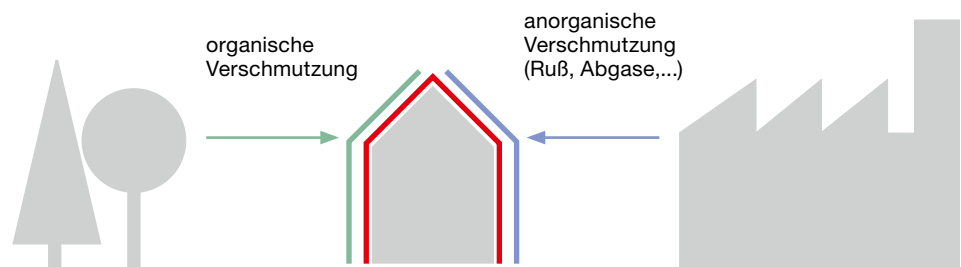 organische
Verschmutzung
anorganische
Verschmutzung
(Ruß, Abgase,...)